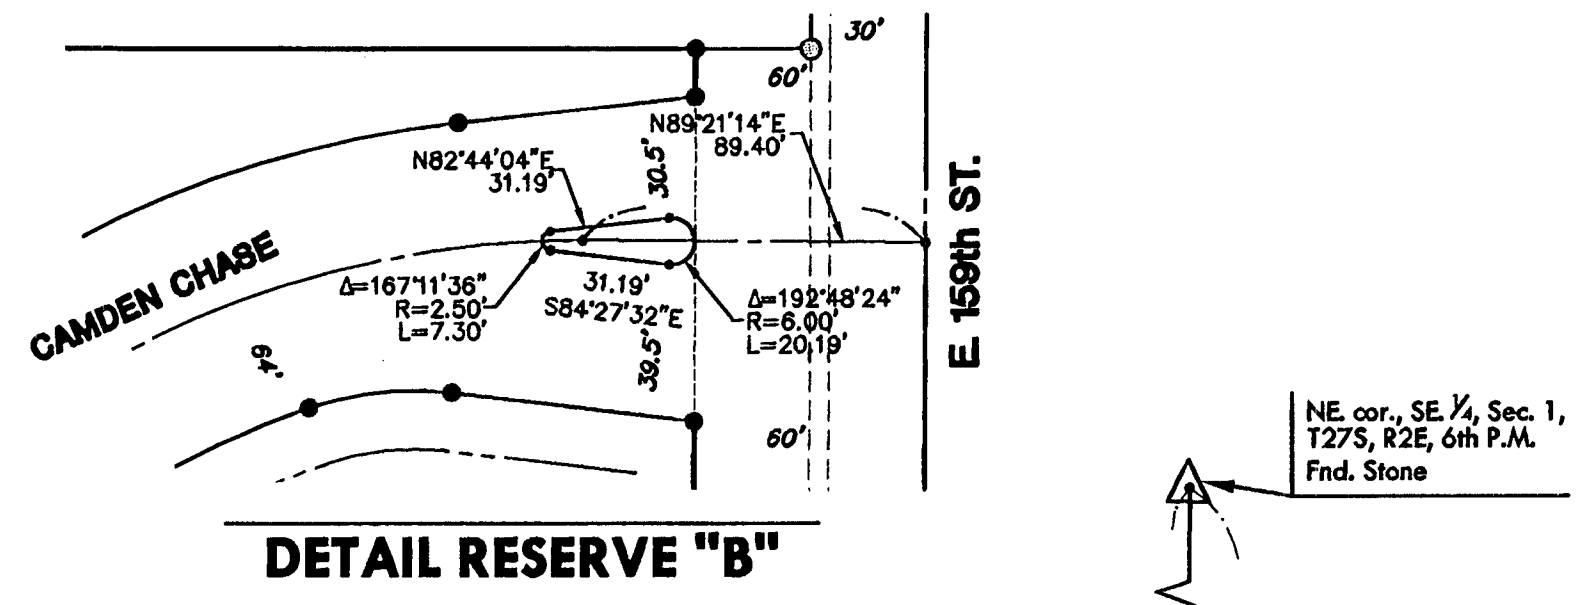 30'
60'
N89°21'14"E
89.40'
N82°44'04"E
31.19'
30.5'
E. 159th ST.
CAMDEN CHASE
Δ=167°11'36"
R=2.50'
L=7.30'
31.19'
S84°27'32"E
Δ=192°48'24"
R=6.00'
L=20.19'
39.5'
64'
60'
NE. cor., SE. 1/4, Sec. 1,
T27S, R2E, 6th P.M.
Fnd. Stone
DETAIL RESERVE "B"